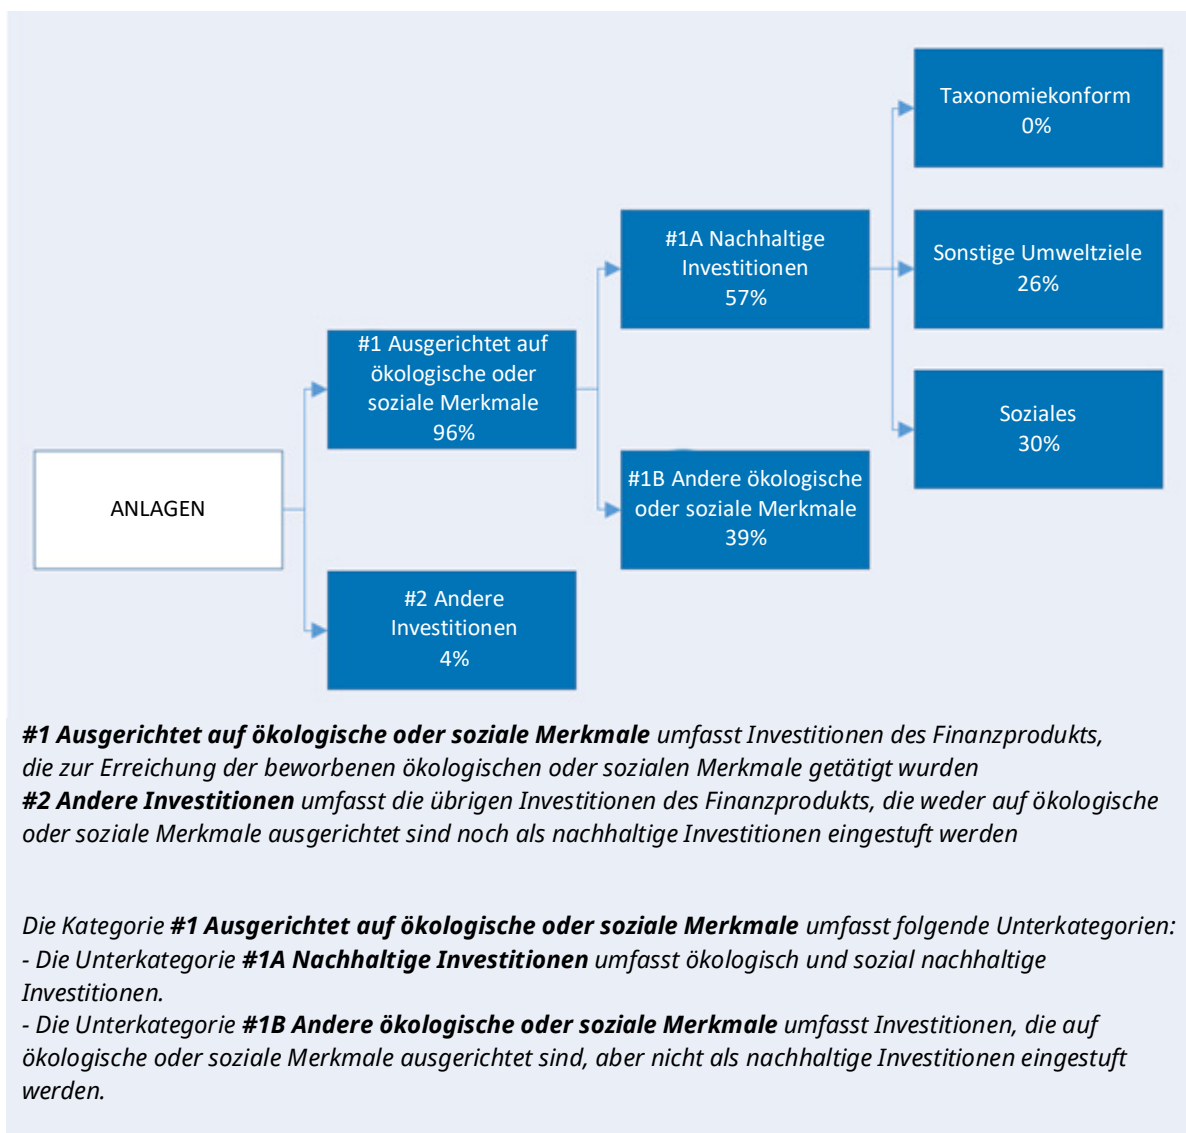 Taxonomiekonform
0%
#1A Nachhaltige
Investitionen
57%
Sonstige Umweltziele
26%
#1 Ausgerichtet auf
ökologische oder
soziale Merkmale
96%
Soziales
30%
#1B Andere ökologische
oder soziale Merkmale
39%
ANLAGEN
#2 Andere
Investitionen
4%
#1 Ausgerichtet auf ökologische oder soziale Merkmale umfasst Investitionen des Finanzprodukts,
die zur Erreichung der beworbenen ökologischen oder sozialen Merkmale getätigt wurden
#2 Andere Investitionen umfasst die übrigen Investitionen des Finanzprodukts, die weder auf ökologische
oder soziale Merkmale ausgerichtet sind noch als nachhaltige Investitionen eingestuft werden
Die Kategorie #1 Ausgerichtet auf ökologische oder soziale Merkmale umfasst folgende Unterkategorien:
- Die Unterkategorie #1A Nachhaltige Investitionen umfasst ökologisch und sozial nachhaltige
Investitionen.
- Die Unterkategorie #1B Andere ökologische oder soziale Merkmale umfasst Investitionen, die auf
ökologische oder soziale Merkmale ausgerichtet sind, aber nicht als nachhaltige Investitionen eingestuft
werden.